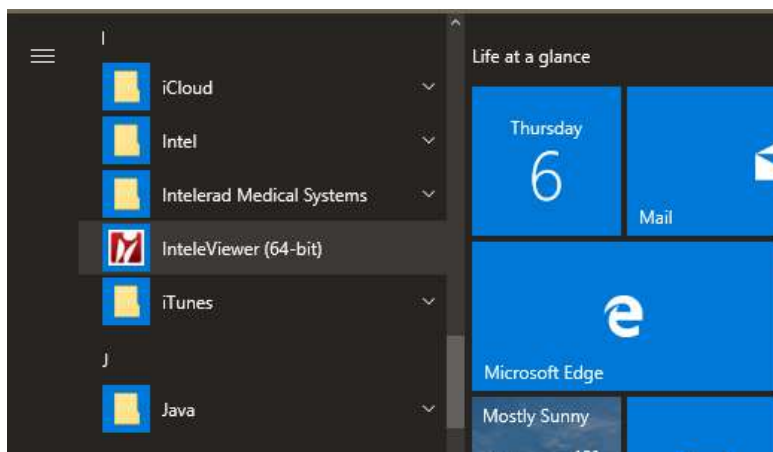 I
iCloud
Intel
Intelerad Medical Systems
InteleViewer (64-bit)
iTunes
J
Java
Life at a glance
Thursday
6
Mail
Microsoft Edge
Mostly Sunny